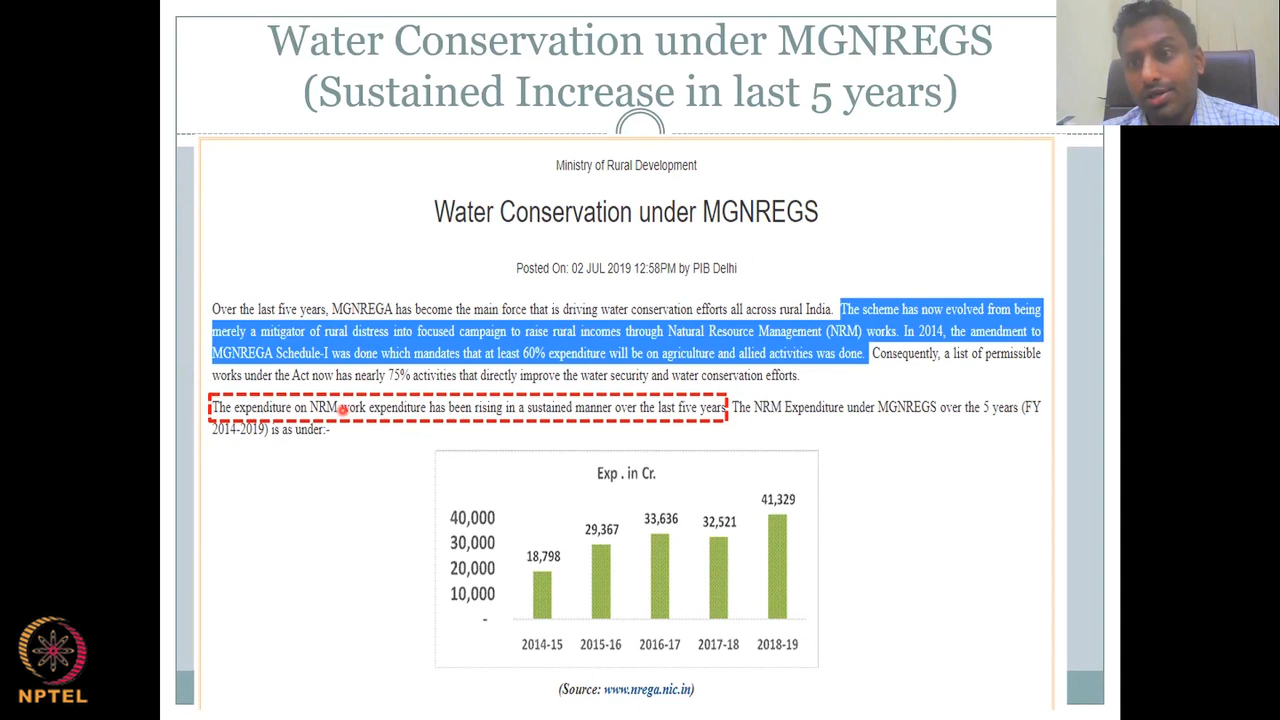 Water Conservation under MGNREGS
(Sustained Increase in last 5 years)
Ministry of Rural Development
Water Conservation under MGNREGS
Posted On: 02 JUL 2019 12:58PM by PIB Delhi
Over the last five years, MGNREGA has become the main force that is driving water conservation efforts all across rural India. The scheme has now evolved from being
merely a mitigator of rural distress into focused campaign to raise rural incomes through Natural Resource Management (NRM) works. In 2014, the amendment to
MGNREGA Schedule-I was done which mandates that at least 60% expenditure will be on agriculture and allied activities was done. Consequently, a list of permissible
works under the Act now has nearly 75% activities that directly improve the water security and water conservation efforts.
The expenditure on NRM work expenditure has been rising in a sustained manner over the last five years. The NRM Expenditure under MGNREGS over the 5 years (FY
2014-2019) is as under:-
Exp . in Cr.
41,329
40,000
33,636
32,521
29,367
30,000
18,798
20,000
10,000
-
2014-15 2015-16 2016-17 2017-18 2018-19
(Source: www.nrega.nic.in)
NPTEL